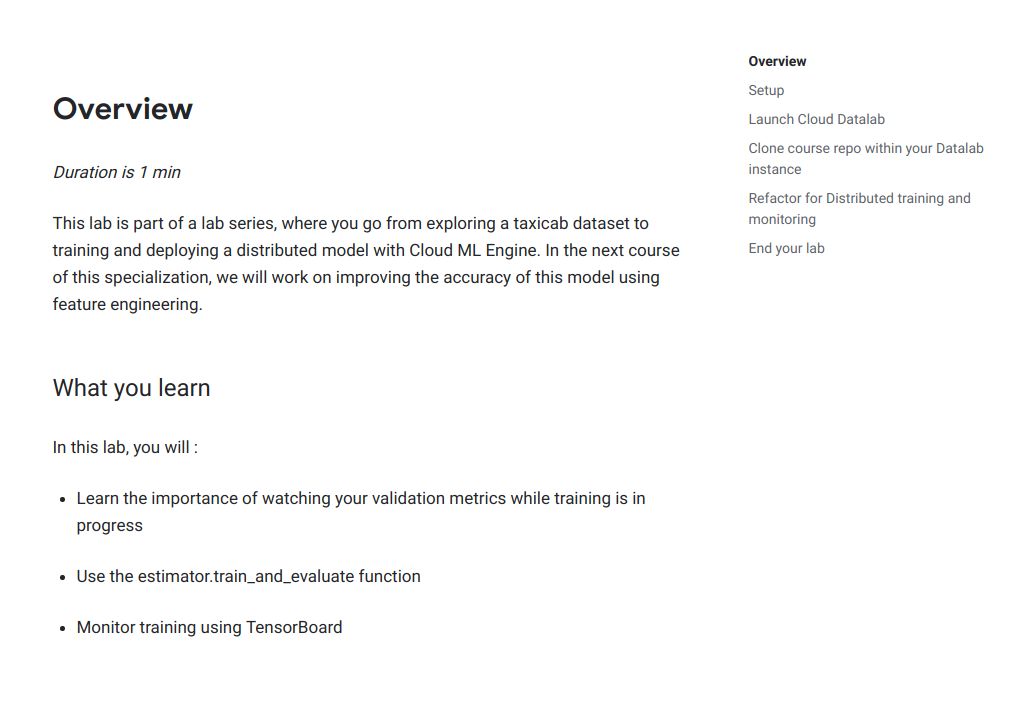 Overview
Duration is 1 min
This lab is part of a lab series, where you go from exploring a taxicab dataset to
training and deploying a distributed model with Cloud ML Engine. In the next course
of this specialization, we will work on improving the accuracy of this model using
feature engineering.
What you learn
In this lab, you will :
• Learn the importance of watching your validation metrics while training is in
progress
• Use the estimator.train_and_evaluate function
• Monitor training using TensorBoard
Overview
Setup
Launch Cloud Datalab
Clone course repo within your Datalab
instance
Refactor for Distributed training and
monitoring
End your lab